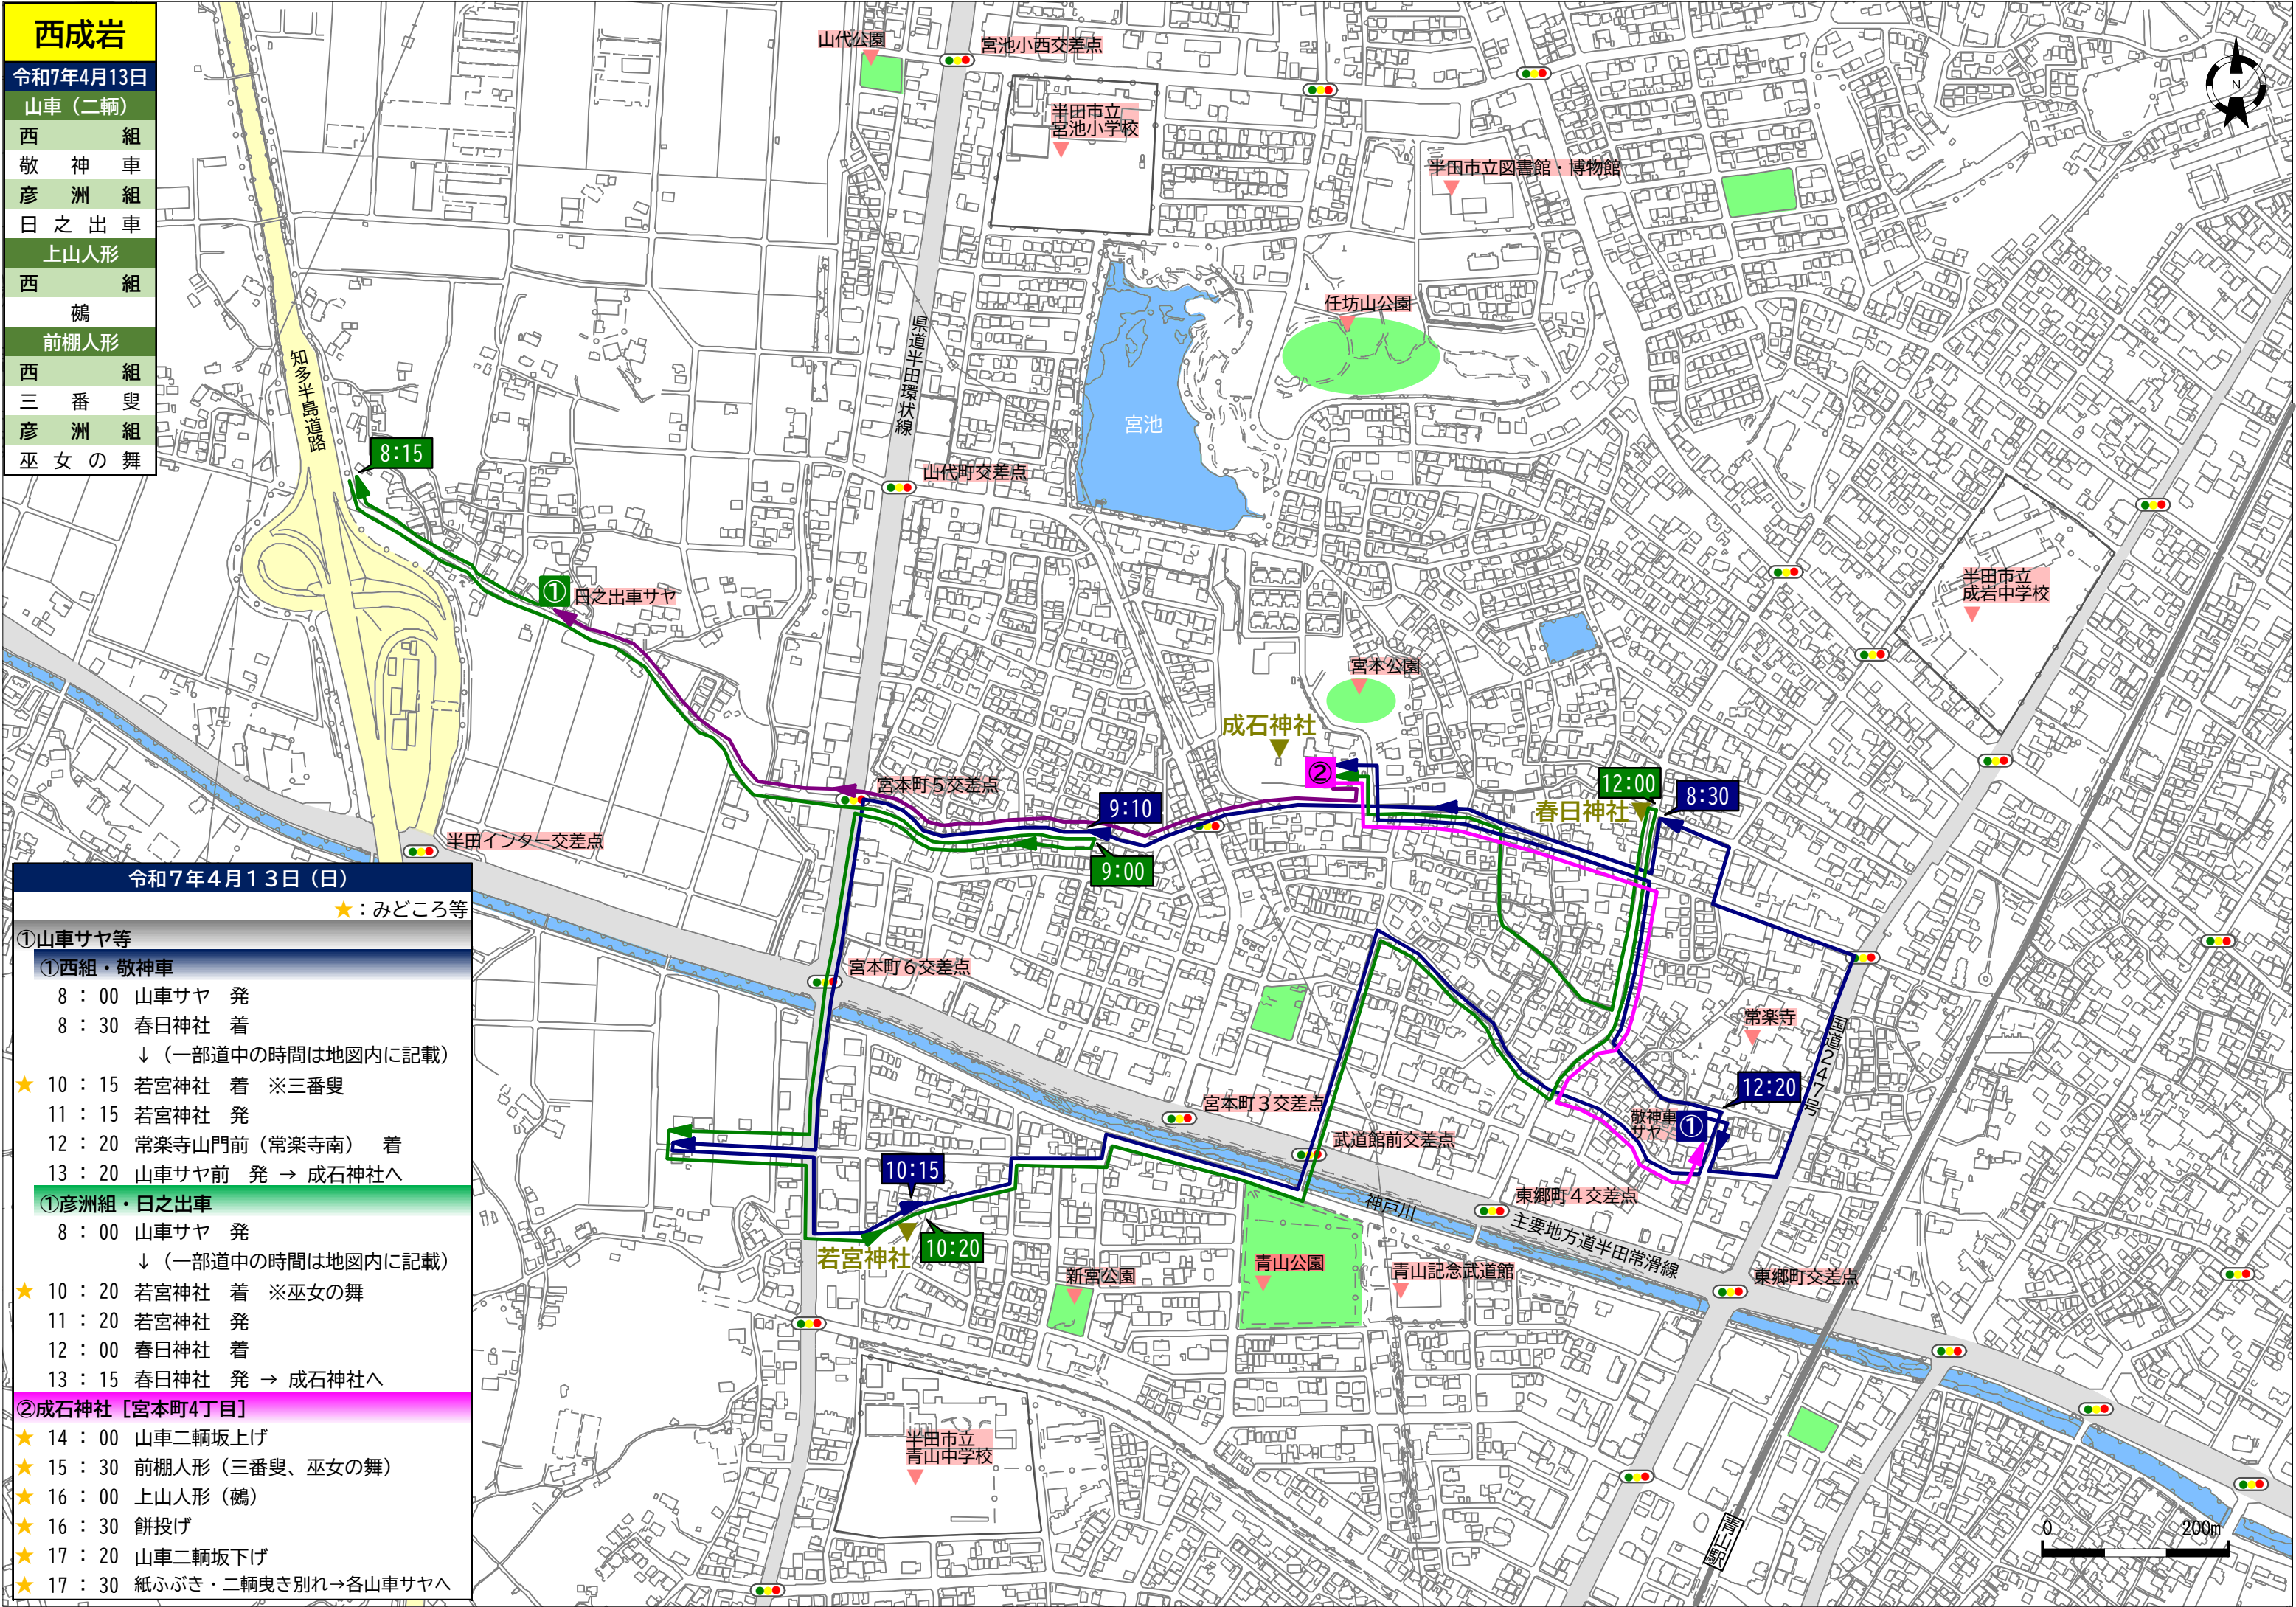 西成岩
令和7年4月13日
山車（二輌）
西 組
敬 神 車
彦 洲 組
日 之 出 車
上山人形
西 組
鵺
前棚人形
西 組
三 番 叟
彦 洲 組
巫 女 の 舞
山代公園
宮池小西交差点
半田市立
宮池小学校
半田市立図書館・博物館
N
任坊山公園
県道半田環状線
知多半島道路
宮池
8:15
山代町交差点
① 日之出車サヤ
半田市立
成岩中学校
宮本公園
成石神社
②
宮本町５交差点
9:10
12:00
8:30
春日神社
半田インター交差点
9:00
宮本町６交差点
常楽寺
国道２４７号
12:20
宮本町３交差点
敬神車
サヤ
①
武道館前交差点
10:15
神戸川
東郷町４交差点
主要地方道半田常滑線
若宮神社
10:20
新宮公園
青山公園
青山記念武道館
東郷町交差点
半田市立
青山中学校
青山駅
0 200m
令和７年４月１３日（日）
★：みどころ等
①山車サヤ等
①西組・敬神車
8 ： 00 山車サヤ 発
8 ： 30 春日神社 着
↓（一部道中の時間は地図内に記載）
★ 10 ： 15 若宮神社 着 ※三番叟
11 ： 15 若宮神社 発
12 ： 20 常楽寺山門前（常楽寺南） 着
13 ： 20 山車サヤ前 発 → 成石神社へ
①彦洲組・日之出車
8 ： 00 山車サヤ 発
↓（一部道中の時間は地図内に記載）
★ 10 ： 20 若宮神社 着 ※巫女の舞
11 ： 20 若宮神社 発
12 ： 00 春日神社 着
13 ： 15 春日神社 発 → 成石神社へ
②成石神社［宮本町4丁目］
★ 14 ： 00 山車二輌坂上げ
★ 15 ： 30 前棚人形（三番叟、巫女の舞）
★ 16 ： 00 上山人形（鵺）
★ 16 ： 30 餅投げ
★ 17 ： 20 山車二輌坂下げ
★ 17 ： 30 紙ふぶき・二輌曳き別れ→各山車サヤへ